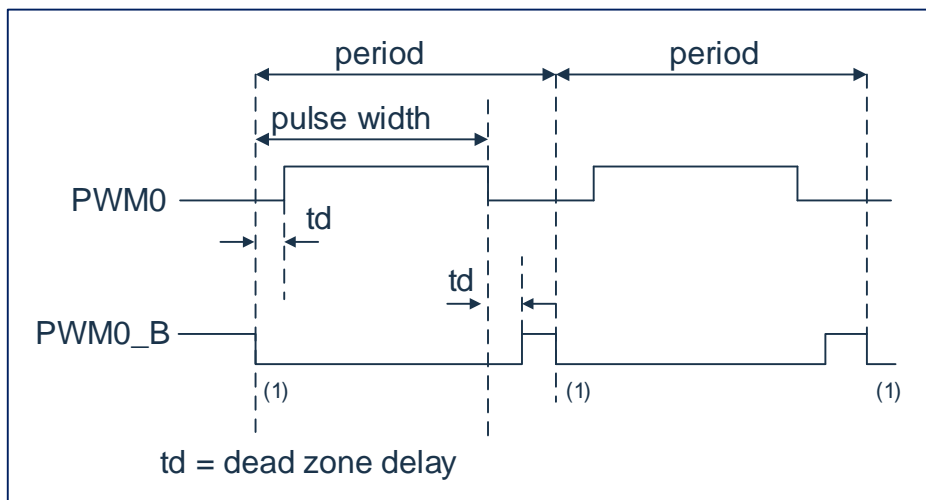 period period
pulse width
PWM0
td
td
PWM0_B
(1) (1) (1)
td = dead zone delay